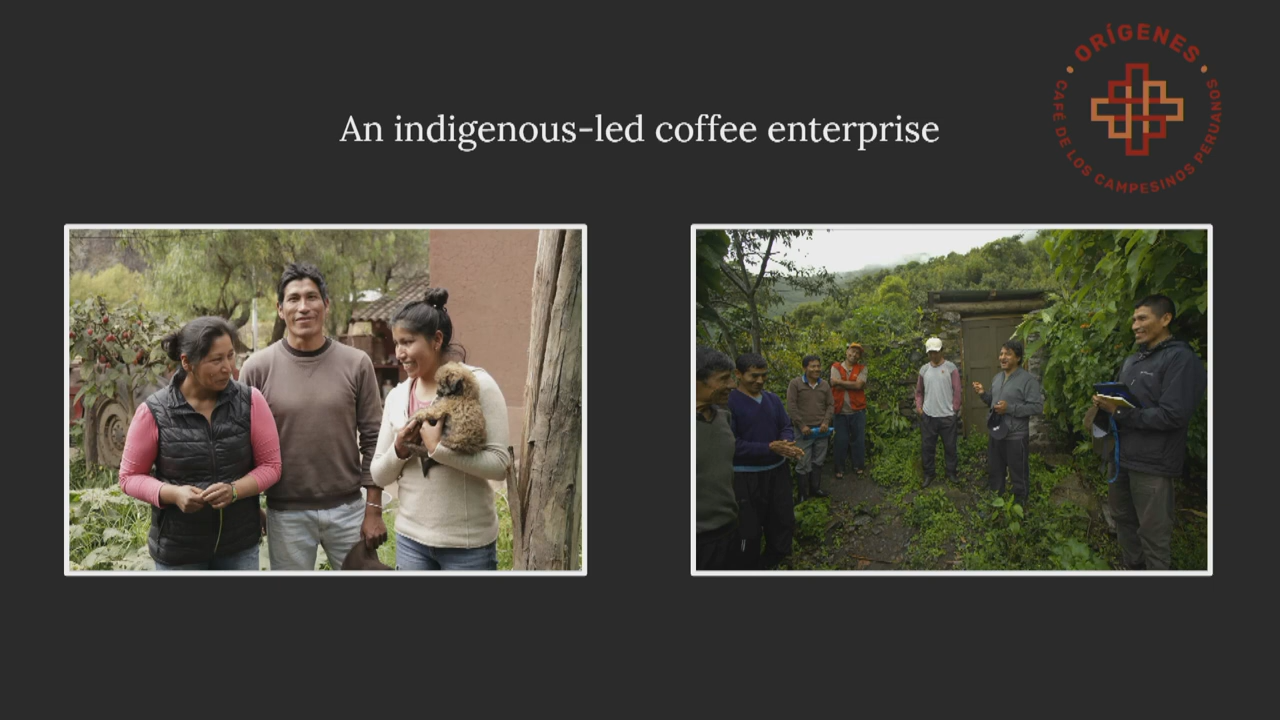 ORÍGENES
An indigenous-led coffee enterprise
CAFÉ DE LOS CAMPESINOS PERUANOS